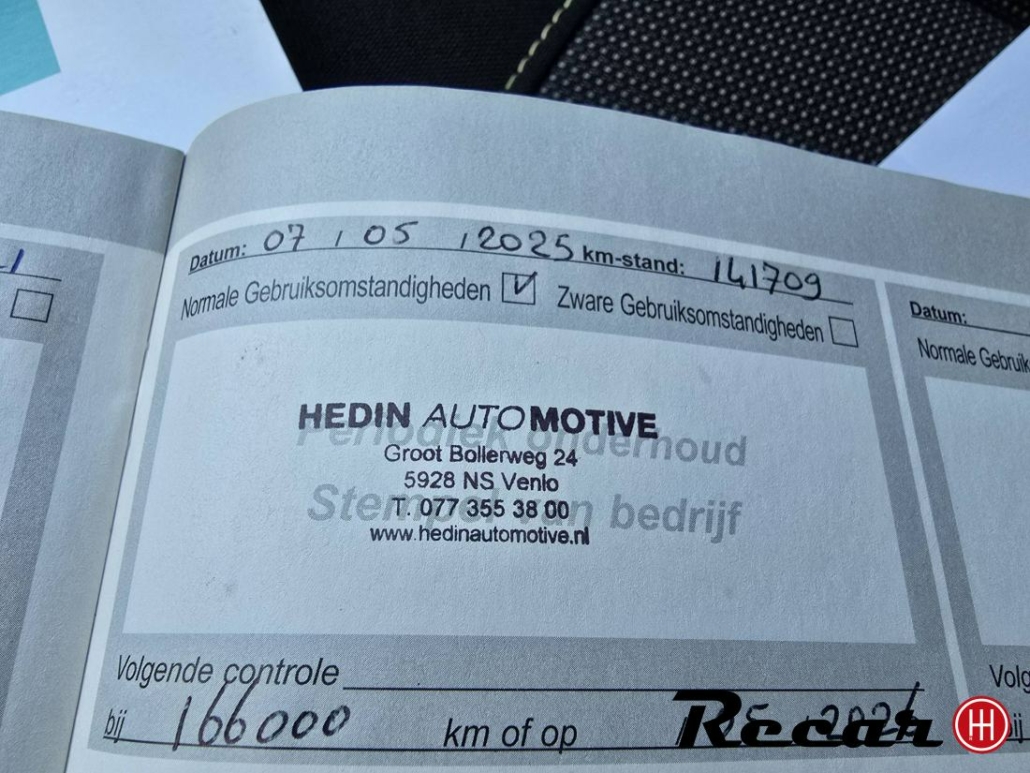 Datum: 07 / 05 / 2025 km-stand: 141709
Normale Gebruiksomstandigheden Zware Gebruiksomstandigheden
HEDIN AUTOMOTIVE
Periodiek onderhoud
Groot Bollerweg 24
5928 NS Venlo
Stempel van bedrijf
T. 077 355 38 00
www.hedinautomotive.nl
Volgende controle
bij 166000 km of op
Recar
Datum:
Normale